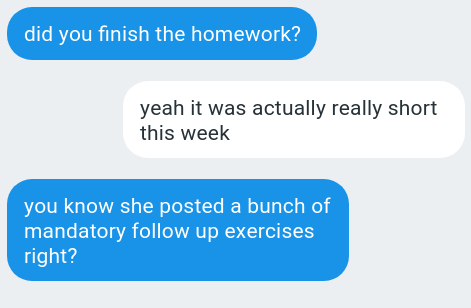 did you finish the homework?
yeah it was actually really short
this week
you know she posted a bunch of
mandatory follow up exercises
right?